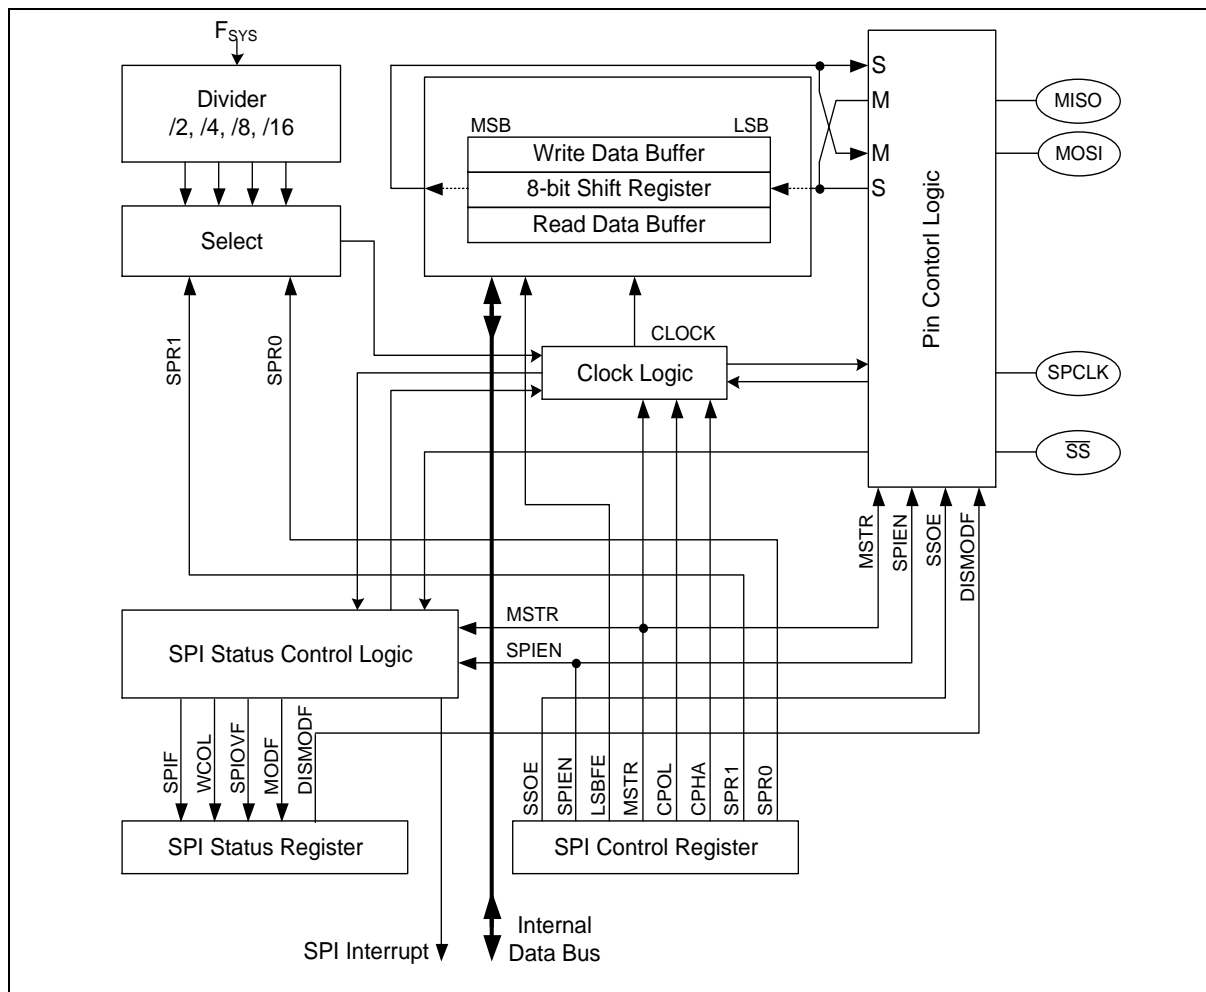 FSYS
Divider
/2, /4, /8, /16
Select
SPR1
SPR0
MSB
LSB
Write Data Buffer
8-bit Shift Register
Read Data Buffer
S
M
M
S
Pin Contorl Logic
MISO
MOSI
SPCLK
SS
CLOCK
Clock Logic
MSTR
SPIEN
SSOE
DISMODF
MSTR
SPIEN
SPI Status Control Logic
SPIF
WCOL
SPIOVF
MODF
DISMODF
SSOE
SPIEN
LSBFE
MSTR
CPOL
CPHA
SPR1
SPR0
SPI Status Register
SPI Control Register
SPI Interrupt
Internal
Data Bus